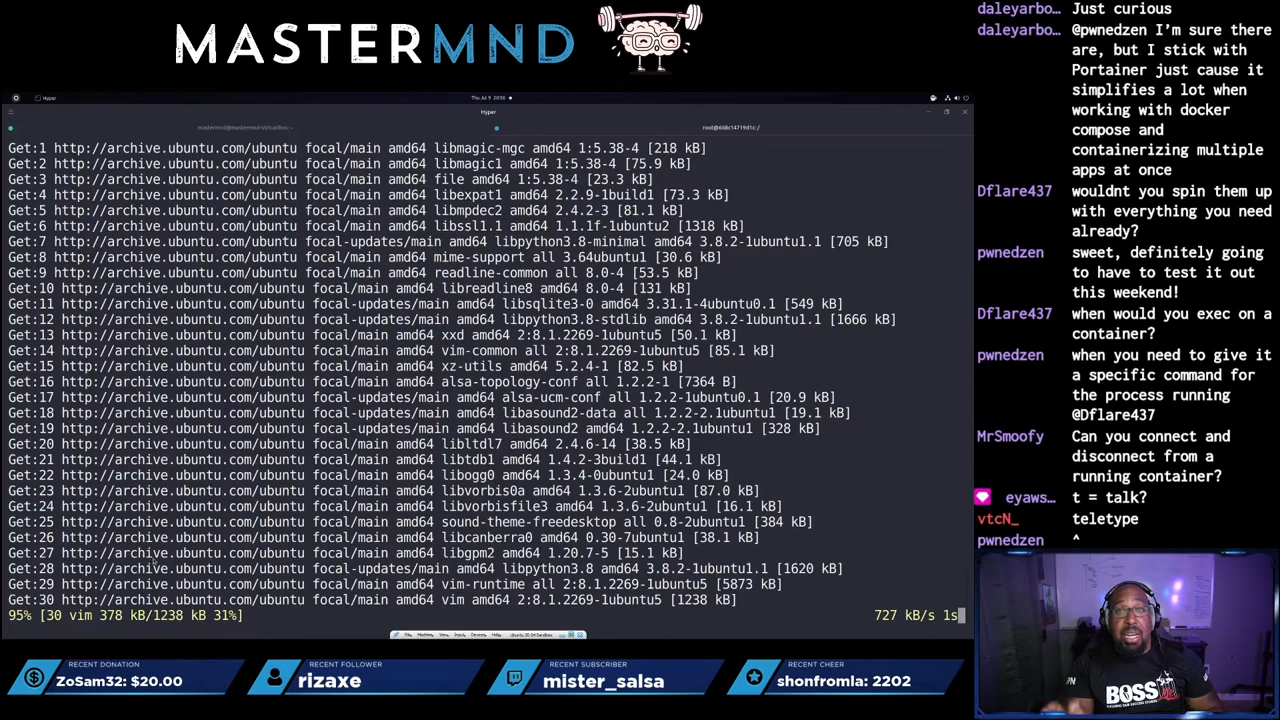 MASTERMND
Thu Jul 9 20:56
Hyper
Hyper
mastermnd@mastermnd-VirtualBox: ~
root@668c14719d1c: /
Get:1 http://archive.ubuntu.com/ubuntu focal/main amd64 libmagic-mgc amd64 1:5.38-4 [218 kB]
Get:2 http://archive.ubuntu.com/ubuntu focal/main amd64 libmagic1 amd64 1:5.38-4 [75.9 kB]
Get:3 http://archive.ubuntu.com/ubuntu focal/main amd64 file amd64 1:5.38-4 [23.3 kB]
Get:4 http://archive.ubuntu.com/ubuntu focal/main amd64 libexpat1 amd64 2.2.9-1build1 [73.3 kB]
Get:5 http://archive.ubuntu.com/ubuntu focal/main amd64 libmpdec2 amd64 2.4.2-3 [81.1 kB]
Get:6 http://archive.ubuntu.com/ubuntu focal/main amd64 libssl1.1 amd64 1.1.1f-1ubuntu2 [1318 kB]
Get:7 http://archive.ubuntu.com/ubuntu focal-updates/main amd64 libpython3.8-minimal amd64 3.8.2-1ubuntu1.1 [705 kB]
Get:8 http://archive.ubuntu.com/ubuntu focal/main amd64 mime-support all 3.64ubuntu1 [30.6 kB]
Get:9 http://archive.ubuntu.com/ubuntu focal/main amd64 readline-common all 8.0-4 [53.5 kB]
Get:10 http://archive.ubuntu.com/ubuntu focal/main amd64 libreadline8 amd64 8.0-4 [131 kB]
Get:11 http://archive.ubuntu.com/ubuntu focal-updates/main amd64 libsqlite3-0 amd64 3.31.1-4ubuntu0.1 [549 kB]
Get:12 http://archive.ubuntu.com/ubuntu focal-updates/main amd64 libpython3.8-stdlib amd64 3.8.2-1ubuntu1.1 [1666 kB]
Get:13 http://archive.ubuntu.com/ubuntu focal/main amd64 xxd amd64 2:8.1.2269-1ubuntu5 [50.1 kB]
Get:14 http://archive.ubuntu.com/ubuntu focal/main amd64 vim-common all 2:8.1.2269-1ubuntu5 [85.1 kB]
Get:15 http://archive.ubuntu.com/ubuntu focal/main amd64 xz-utils amd64 5.2.4-1 [82.5 kB]
Get:16 http://archive.ubuntu.com/ubuntu focal/main amd64 alsa-topology-conf all 1.2.2-1 [7364 B]
Get:17 http://archive.ubuntu.com/ubuntu focal-updates/main amd64 alsa-ucm-conf all 1.2.2-1ubuntu0.1 [20.9 kB]
Get:18 http://archive.ubuntu.com/ubuntu focal-updates/main amd64 libasound2-data all 1.2.2-2.1ubuntu1 [19.1 kB]
Get:19 http://archive.ubuntu.com/ubuntu focal/main amd64 libasound2 amd64 1.2.2-2.1ubuntu1 [328 kB]
Get:20 http://archive.ubuntu.com/ubuntu focal/main amd64 libltdl7 amd64 2.4.6-14 [38.5 kB]
Get:21 http://archive.ubuntu.com/ubuntu focal/main amd64 libtdb1 amd64 1.4.2-3build1 [44.1 kB]
Get:22 http://archive.ubuntu.com/ubuntu focal/main amd64 libogg0 amd64 1.3.4-0ubuntu1 [24.0 kB]
Get:23 http://archive.ubuntu.com/ubuntu focal/main amd64 libvorbis0a amd64 1.3.6-2ubuntu1 [87.0 kB]
Get:24 http://archive.ubuntu.com/ubuntu focal/main amd64 libvorbisfile3 amd64 1.3.6-2ubuntu1 [16.1 kB]
Get:25 http://archive.ubuntu.com/ubuntu focal/main amd64 sound-theme-freedesktop all 0.8-2ubuntu1 [384 kB]
Get:26 http://archive.ubuntu.com/ubuntu focal/main amd64 libcanberra0 amd64 0.30-7ubuntu1 [38.1 kB]
Get:27 http://archive.ubuntu.com/ubuntu focal/main amd64 libgpm2 amd64 1.20.7-5 [15.1 kB]
Get:28 http://archive.ubuntu.com/ubuntu focal-updates/main amd64 libpython3.8 amd64 3.8.2-1ubuntu1.1 [1620 kB]
Get:29 http://archive.ubuntu.com/ubuntu focal/main amd64 vim-runtime all 2:8.1.2269-1ubuntu5 [5873 kB]
Get:30 http://archive.ubuntu.com/ubuntu focal/main amd64 vim amd64 2:8.1.2269-1ubuntu5 [1238 kB]
95% [30 vim 378 kB/1238 kB 31%] 727 kB/s 1s
File, Machine, View, Input, Devices, Help, Ubuntu 20.04 Sandbox
daleyarbo... Just curious
daleyarbo... @pwnedzen I'm sure there
are, but I stick with
Portainer just cause it
simplifies a lot when
working with docker
compose and
containerizing multiple
apps at once
Dflare437 wouldnt you spin them up
with everything you need
already?
pwnedzen sweet, definitely going
to have to test it out
this weekend!
Dflare437 when would you exec on a
container?
pwnedzen when you need to give it
a specific command for
the process running
@Dflare437
MrSmoofy Can you connect and
disconnect from a
running container?
eyaws... t = talk?
vtcN_ teletype
pwnedzen ^
BOSS
RECENT DONATION
ZoSam32: $20.00
RECENT FOLLOWER
rizaxe
RECENT SUBSCRIBER
mister_salsa
RECENT CHEER
shonfromla: 2202